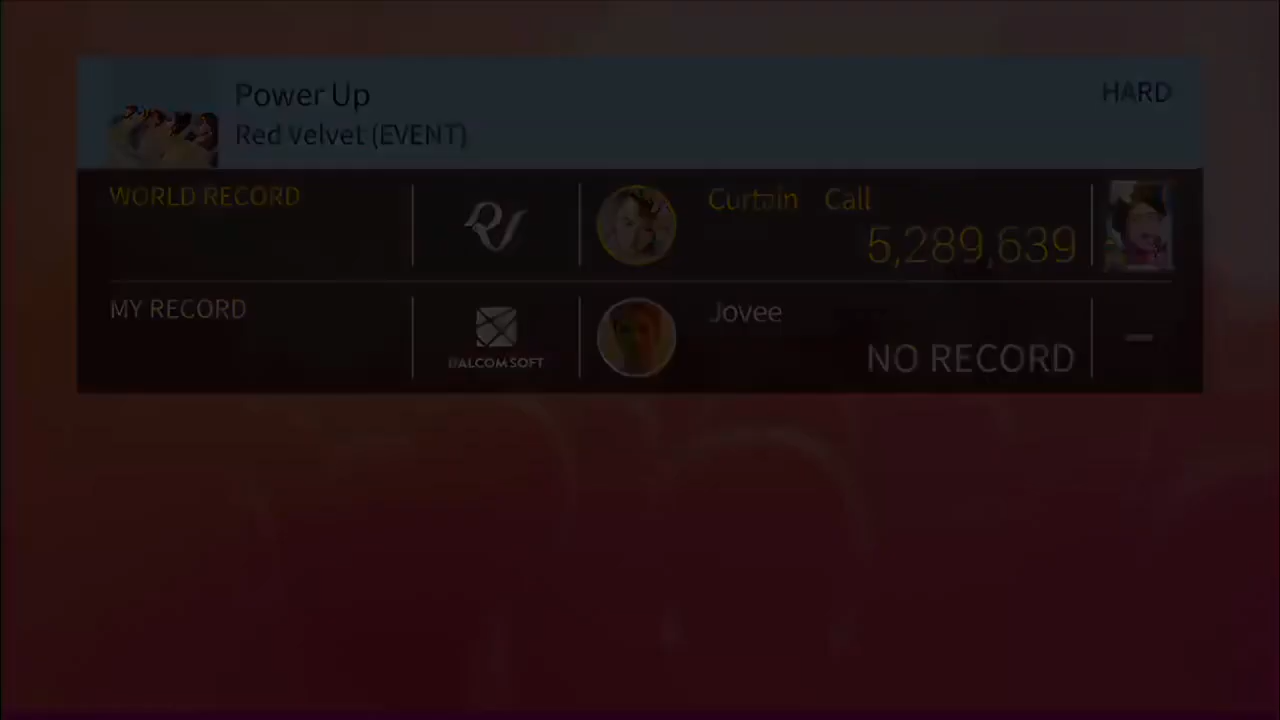 Power Up
HARD
Red Velvet (EVENT)
WORLD RECORD
Curtain Call
5,289,639
MY RECORD
DALCOMSOFT
Jovee
NO RECORD